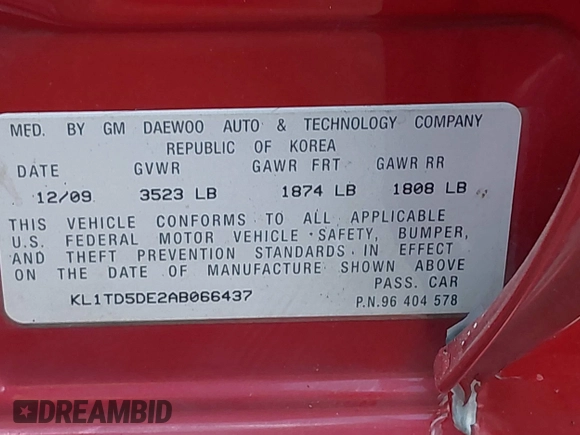 MED. BY GM DAEWOO AUTO & TECHNOLOGY COMPANY
REPUBLIC OF KOREA
DATE GVWR GAWR FRT GAWR RR
12/09 3523 LB 1874 LB 1808 LB
THIS VEHICLE CONFORMS TO ALL APPLICABLE
U.S. FEDERAL MOTOR VEHICLE SAFETY, BUMPER,
AND THEFT PREVENTION STANDARDS IN EFFECT
ON THE DATE OF MANUFACTURE SHOWN ABOVE
PASS. CAR
KL1TD5DE2AB066437 P.N.96 404 578
DREAMBID